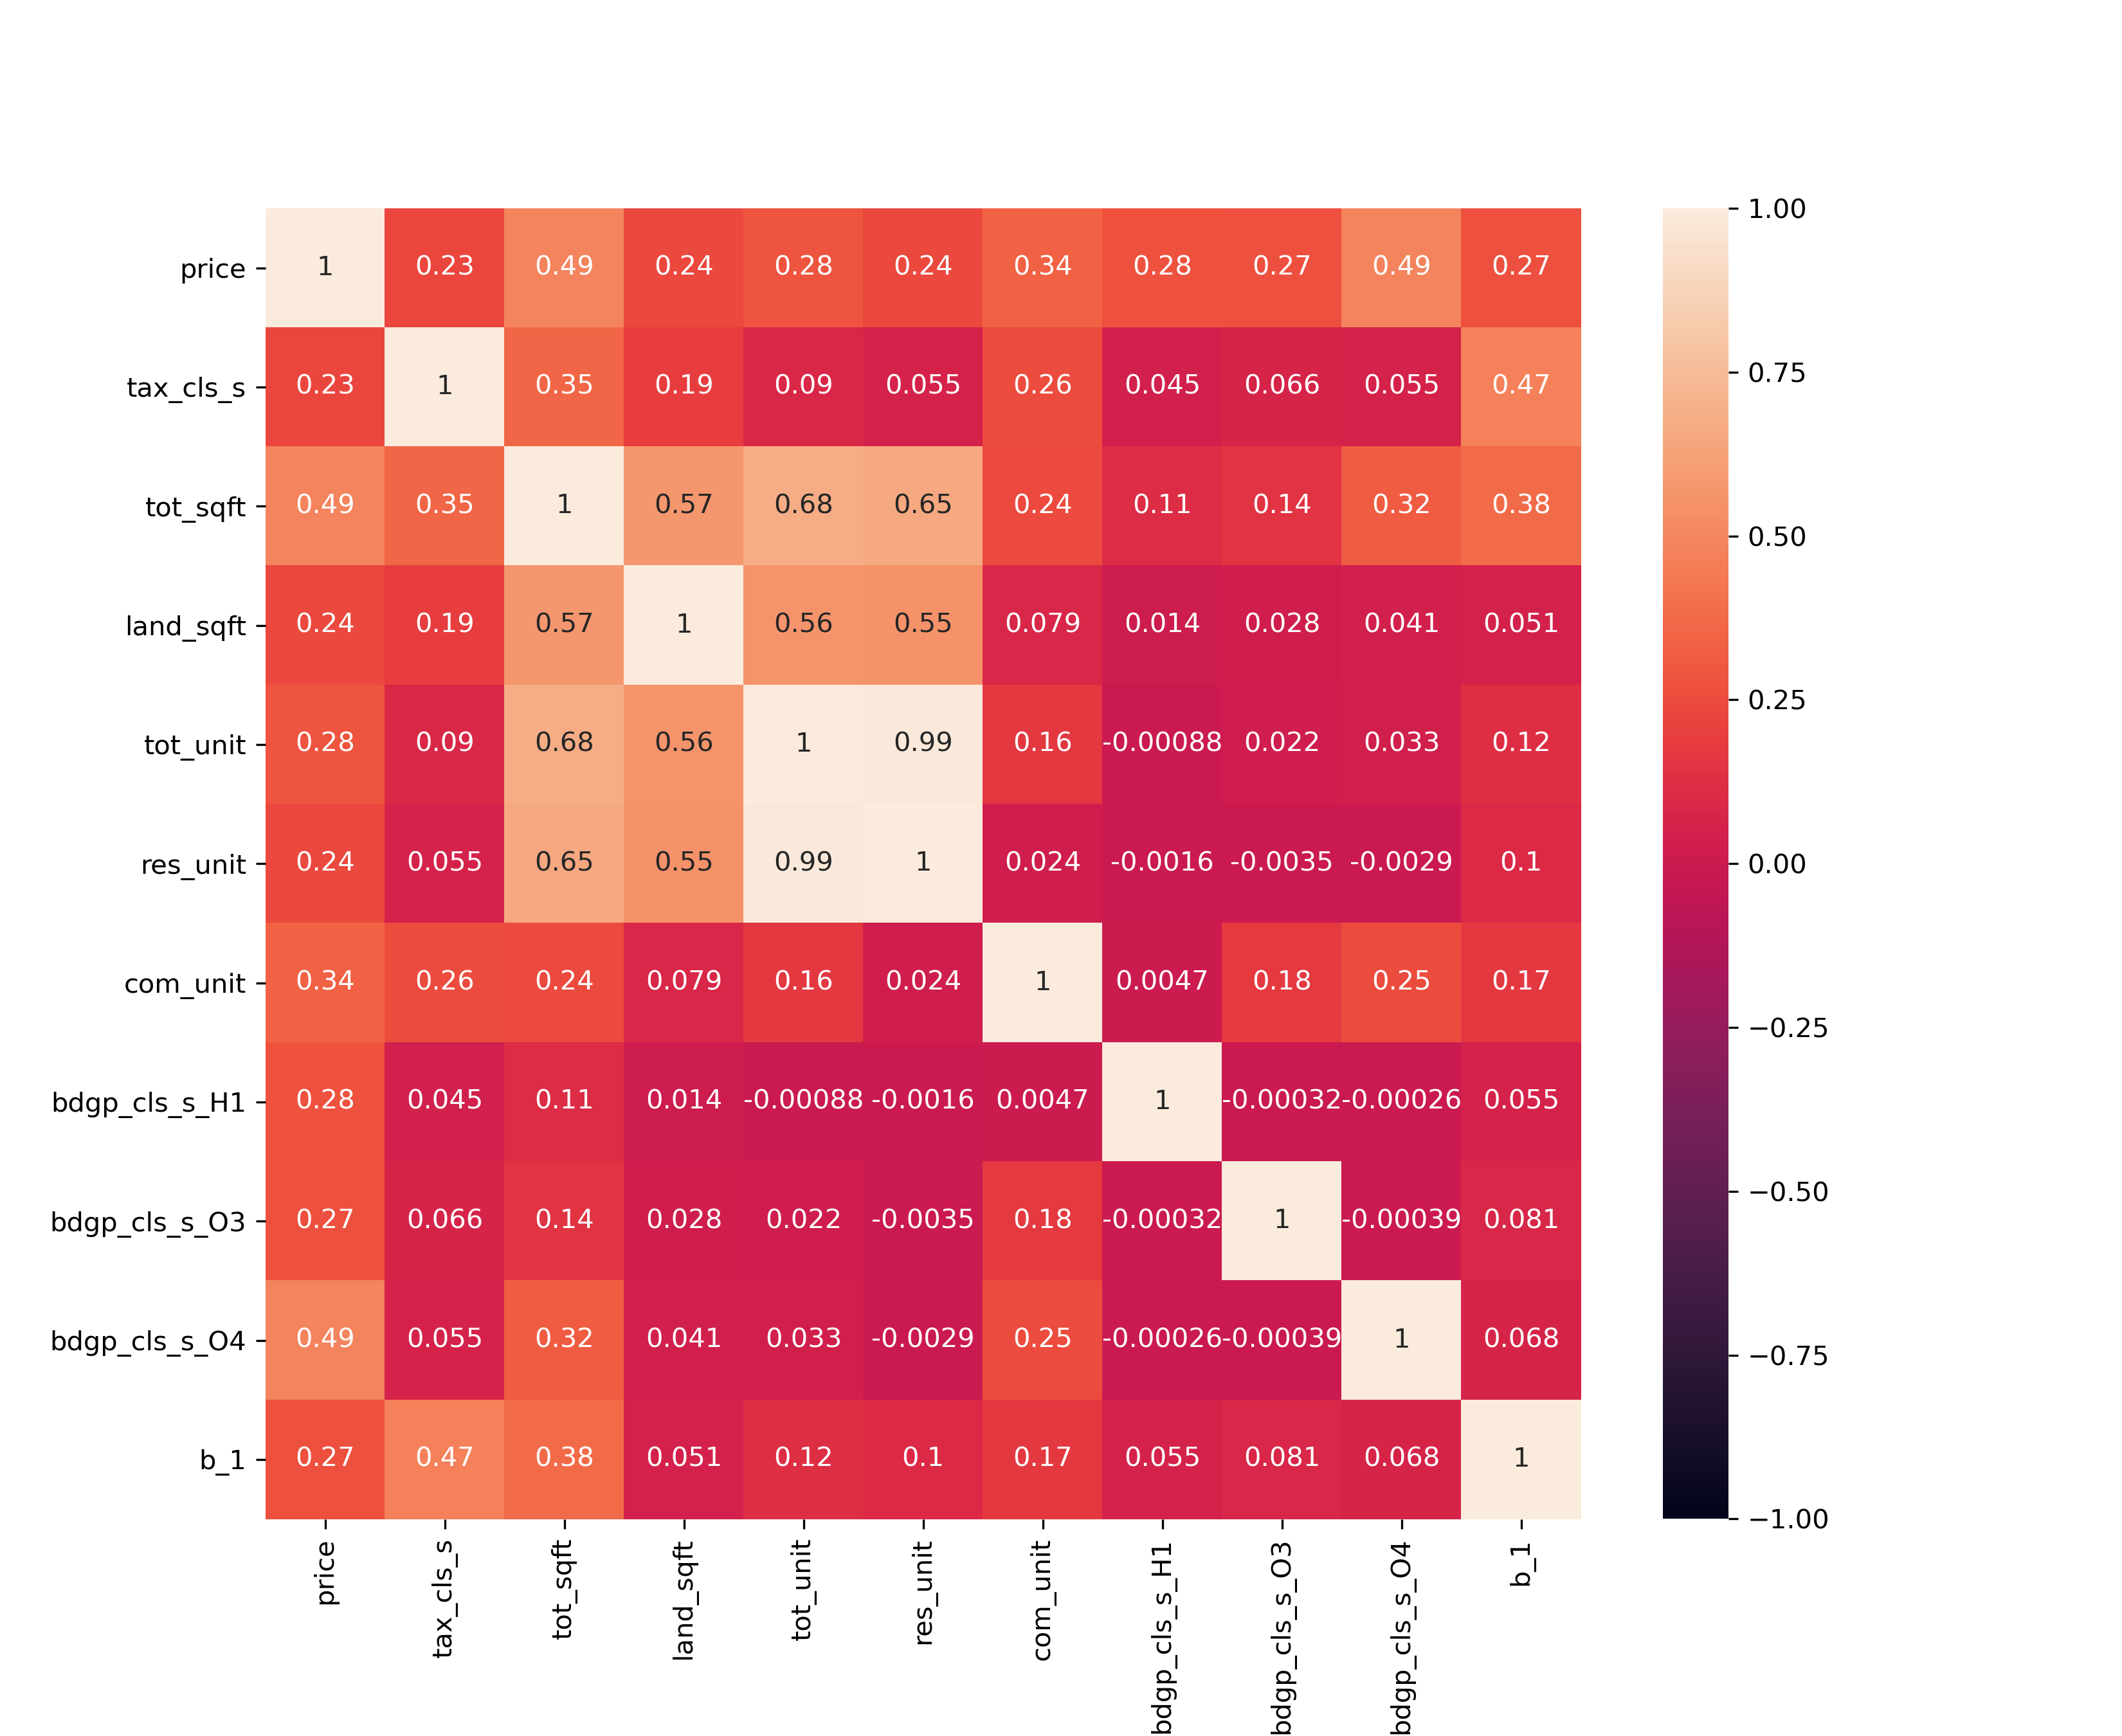 price 1 0.23 0.49 0.24 0.28 0.24 0.34 0.28 0.27 0.49 0.27
tax_cls_s 0.23 1 0.35 0.19 0.09 0.055 0.26 0.045 0.066 0.055 0.47
tot_sqft 0.49 0.35 1 0.57 0.68 0.65 0.24 0.11 0.14 0.32 0.38
land_sqft 0.24 0.19 0.57 1 0.56 0.55 0.079 0.014 0.028 0.041 0.051
tot_unit 0.28 0.09 0.68 0.56 1 0.99 0.16 -0.00088 0.022 0.033 0.12
res_unit 0.24 0.055 0.65 0.55 0.99 1 0.024 -0.0016 -0.0035 -0.0029 0.1
com_unit 0.34 0.26 0.24 0.079 0.16 0.024 1 0.0047 0.18 0.25 0.17
bdgp_cls_s_H1 0.28 0.045 0.11 0.014 -0.00088 -0.0016 0.0047 1 -0.00032 -0.00026 0.055
bdgp_cls_s_O3 0.27 0.066 0.14 0.028 0.022 -0.0035 0.18 -0.00032 1 -0.00039 0.081
bdgp_cls_s_O4 0.49 0.055 0.32 0.041 0.033 -0.0029 0.25 -0.00026 -0.00039 1 0.068
b_1 0.27 0.47 0.38 0.051 0.12 0.1 0.17 0.055 0.081 0.068 1
price
tax_cls_s
tot_sqft
land_sqft
tot_unit
res_unit
com_unit
bdgp_cls_s_H1
bdgp_cls_s_O3
bdgp_cls_s_O4
b_1
1.00
0.75
0.50
0.25
0.00
−0.25
−0.50
−0.75
−1.00